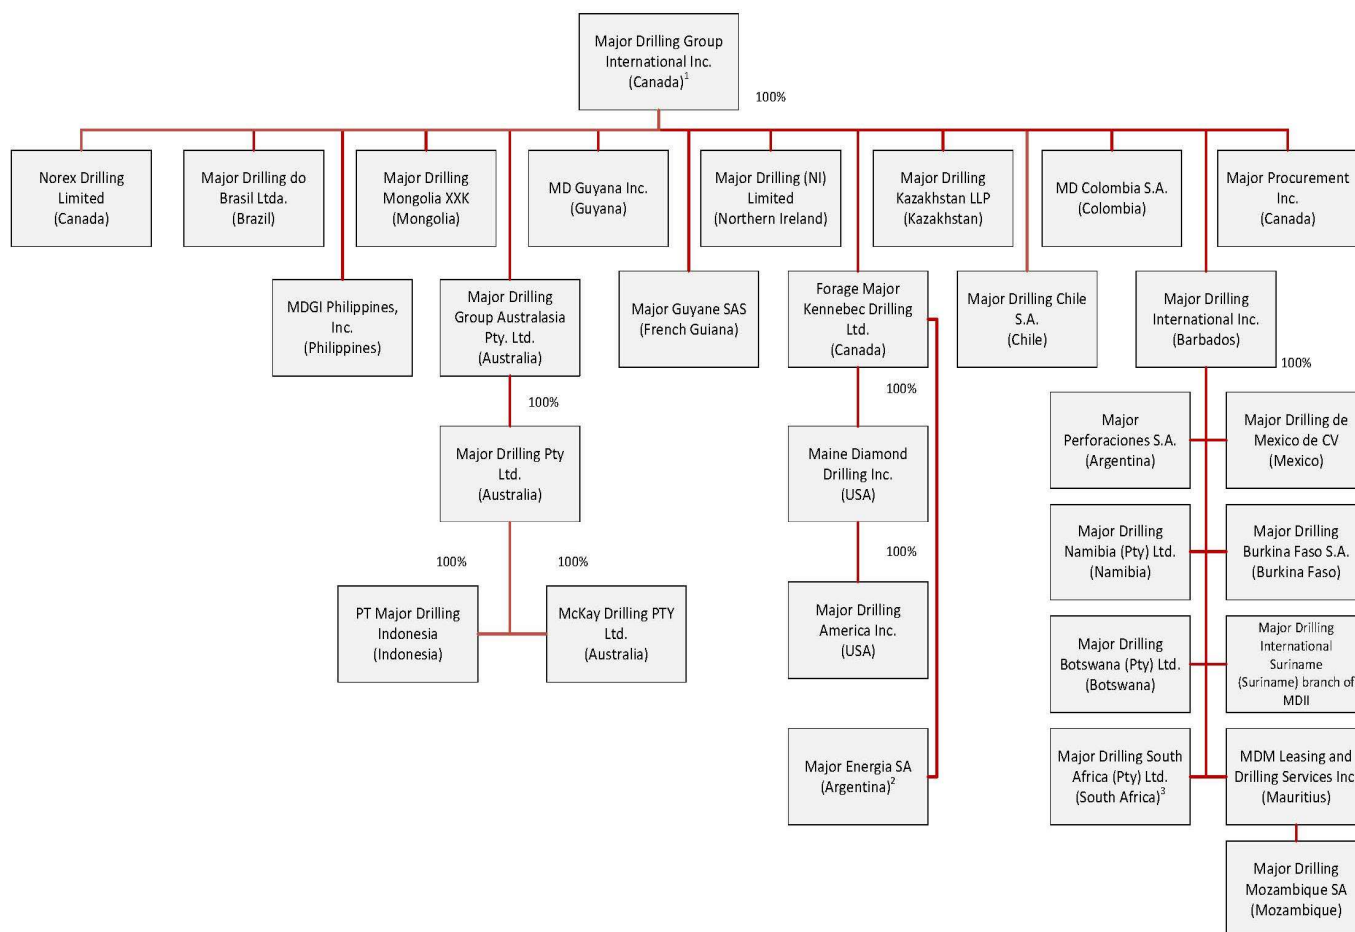 Major Drilling Group
International Inc.
(Canada)1
100%
Norex Drilling
Limited
(Canada)
Major Drilling do
Brasil Ltda.
(Brazil)
Major Drilling
Mongolia XXK
(Mongolia)
MD Guyana Inc.
(Guyana)
Major Drilling (NI)
Limited
(Northern Ireland)
Major Drilling
Kazakhstan LLP
(Kazakhstan)
MD Colombia S.A.
(Colombia)
Major Procurement
Inc.
(Canada)
MDGI Philippines,
Inc.
(Philippines)
Major Drilling
Group Australasia
Pty. Ltd.
(Australia)
Major Guyane SAS
(French Guiana)
Forage Major
Kennebec Drilling
Ltd.
(Canada)
Major Drilling Chile
S.A.
(Chile)
Major Drilling
International Inc.
(Barbados)
100%
100%
100%
Major Drilling Pty
Ltd.
(Australia)
Maine Diamond
Drilling Inc.
(USA)
Major
Perforaciones S.A.
(Argentina)
Major Drilling de
Mexico de CV
(Mexico)
100%
100%
100%
Major Drilling
Namibia (Pty) Ltd.
(Namibia)
Major Drilling
Burkina Faso S.A.
(Burkina Faso)
PT Major Drilling
Indonesia
(Indonesia)
McKay Drilling PTY
Ltd.
(Australia)
Major Drilling
America Inc.
(USA)
Major Drilling
Botswana (Pty) Ltd.
(Botswana)
Major Drilling
International
Suriname
(Suriname) branch of
MDII
Major Energia SA
(Argentina)2
Major Drilling South
Africa (Pty) Ltd.
(South Africa)3
MDM Leasing and
Drilling Services Inc
(Mauritius)
Major Drilling
Mozambique SA
(Mozambique)